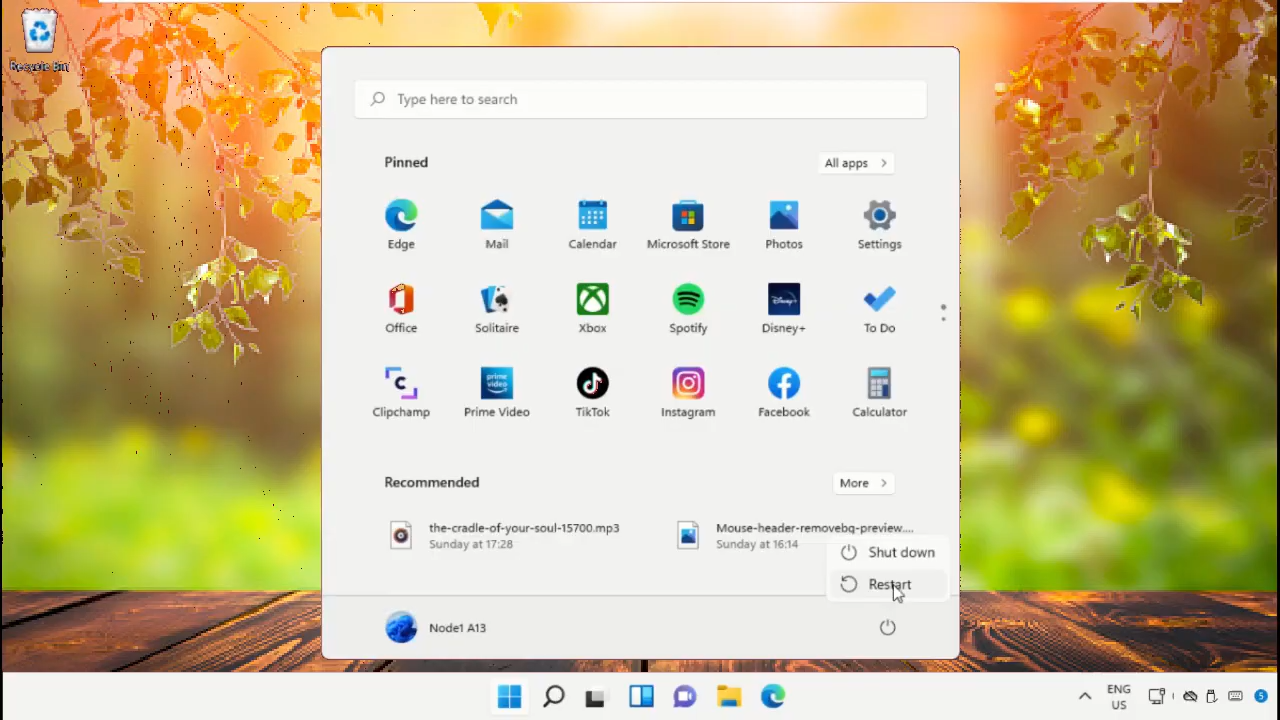 Recycle Bin
Type here to search
Pinned
All apps
Edge
Mail
Calendar
Microsoft Store
Photos
Settings
Office
Solitaire
Xbox
Spotify
Disney+
To Do
Clipchamp
Prime Video
TikTok
Instagram
Facebook
Calculator
Recommended
More
the-cradle-of-your-soul-15700.mp3
Sunday at 17:28
Mouse-header-removebq-preview....
Sunday at 16:14
Shut down
Restart
Node1 A13
ENG
US
5